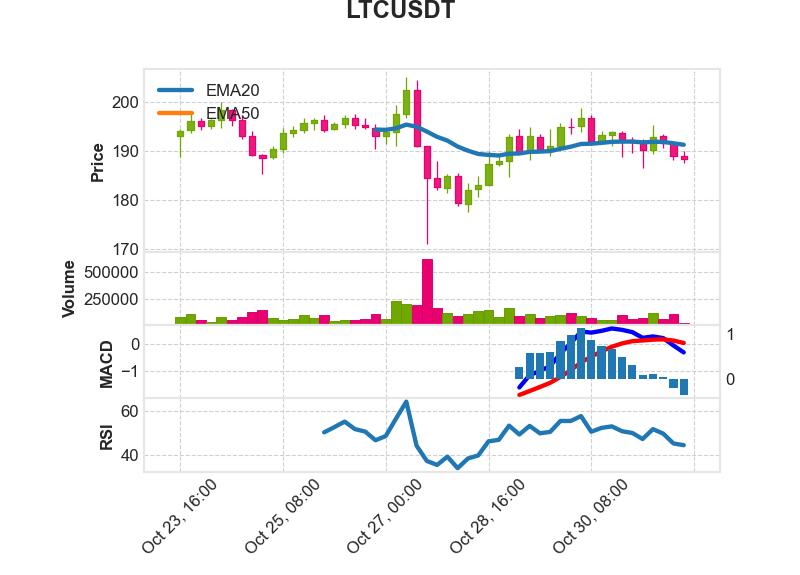 LTCUSDT
EMA20
EMA50
Price
200
190
180
170
Volume
500000
250000
MACD
0
−1
1
0
RSI
60
40
Oct 23, 16:00
Oct 25, 08:00
Oct 27, 00:00
Oct 28, 16:00
Oct 30, 08:00